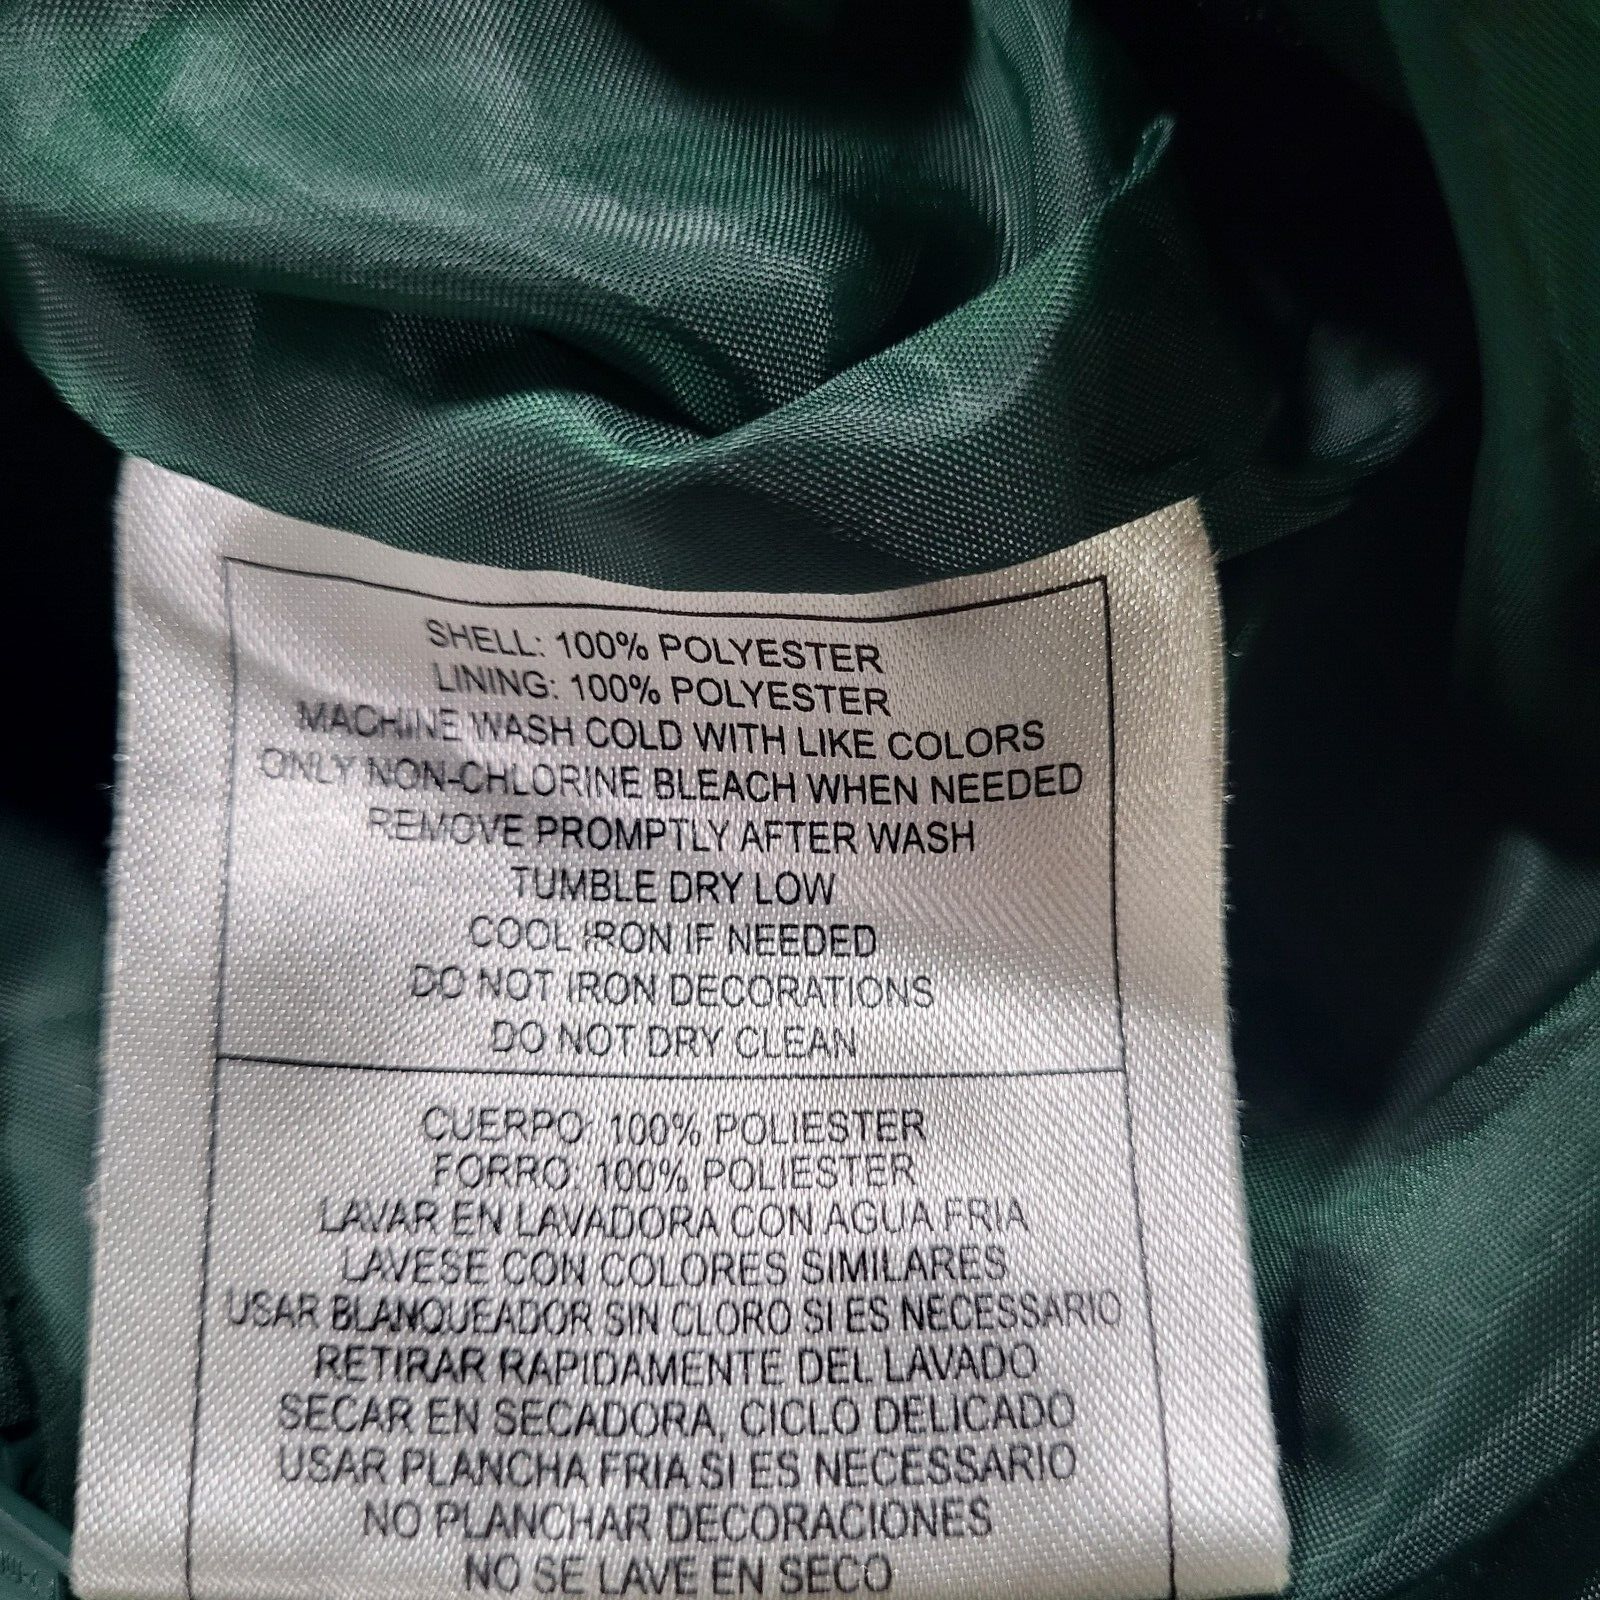 SHELL: 100% POLYESTER
LINING: 100% POLYESTER
MACHINE WASH COLD WITH LIKE COLORS
ONLY NON-CHLORINE BLEACH WHEN NEEDED
REMOVE PROMPTLY AFTER WASH
TUMBLE DRY LOW
COOL IRON IF NEEDED
DO NOT IRON DECORATIONS
DO NOT DRY CLEAN
CUERPO: 100% POLIESTER
FORRO: 100% POLIESTER
LAVAR EN LAVADORA CON AGUA FRIA
LAVESE CON COLORES SIMILARES
USAR BLANQUEADOR SIN CLORO SI ES NECESSARIO
RETIRAR RAPIDAMENTE DEL LAVADO
SECAR EN SECADORA, CICLO DELICADO
USAR PLANCHA FRIA SI ES NECESSARIO
NO PLANCHAR DECORACIONES
NO SE LAVE EN SECO